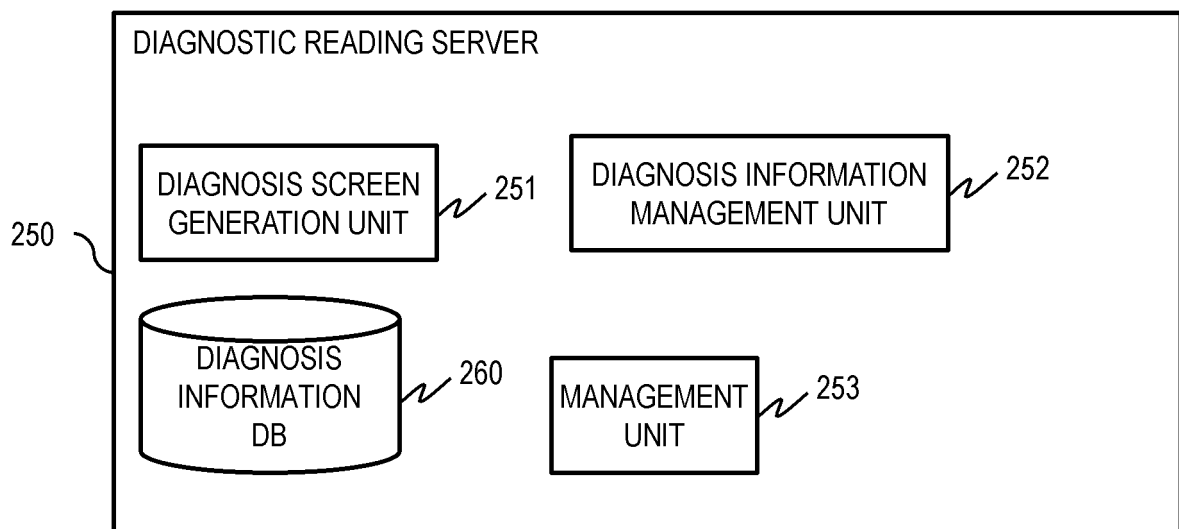 DIAGNOSTIC READING SERVER
DIAGNOSIS SCREEN
GENERATION UNIT
251
DIAGNOSIS INFORMATION
MANAGEMENT UNIT
252
250
DIAGNOSIS
INFORMATION
DB
260
MANAGEMENT
UNIT
253